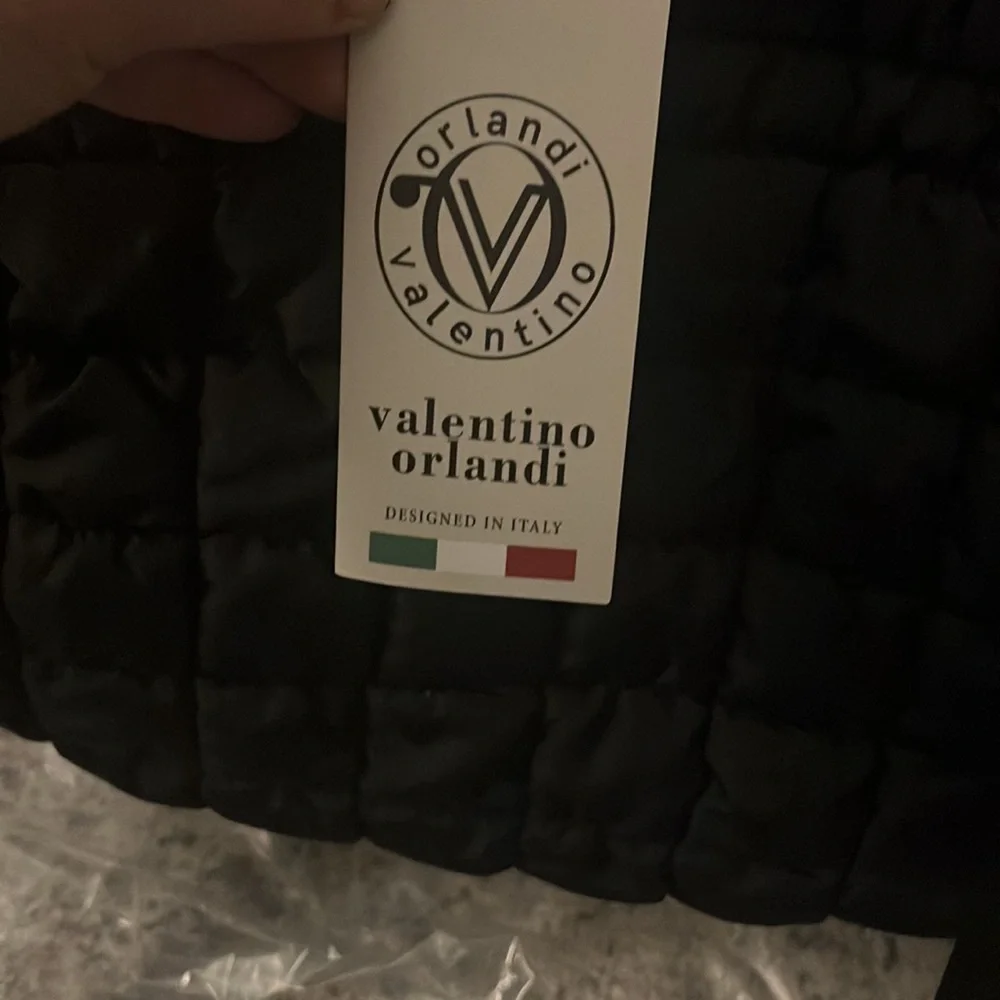 orlandi
valentino
valentino
orlandi
DESIGNED IN ITALY